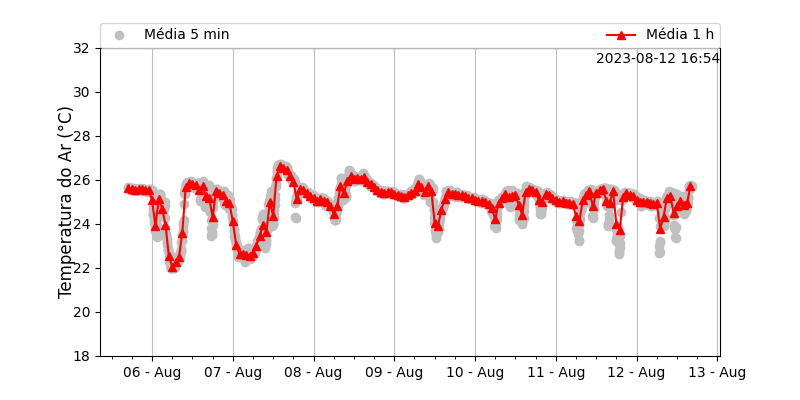 Média 5 min
Média 1 h
2023-08-12 16:54
Temperatura do Ar (°C)
32
30
28
26
24
22
20
18
06 - Aug
07 - Aug
08 - Aug
09 - Aug
10 - Aug
11 - Aug
12 - Aug
13 - Aug